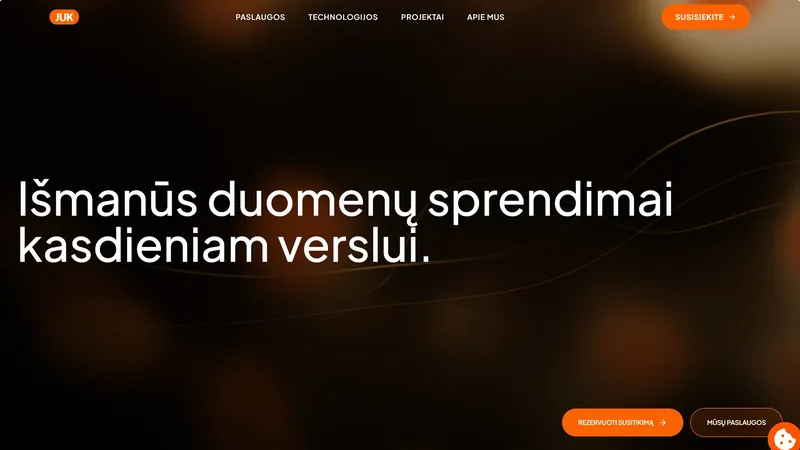 JUK
PASLAUGOS
TECHNOLOGIJOS
PROJEKTAI
APIE MUS
SUSISIEKITE
Išmanūs duomenų sprendimai
kasdieniam verslui.
REZERVUOTI SUSITIKIMĄ
MŪSŲ PASLAUGOS